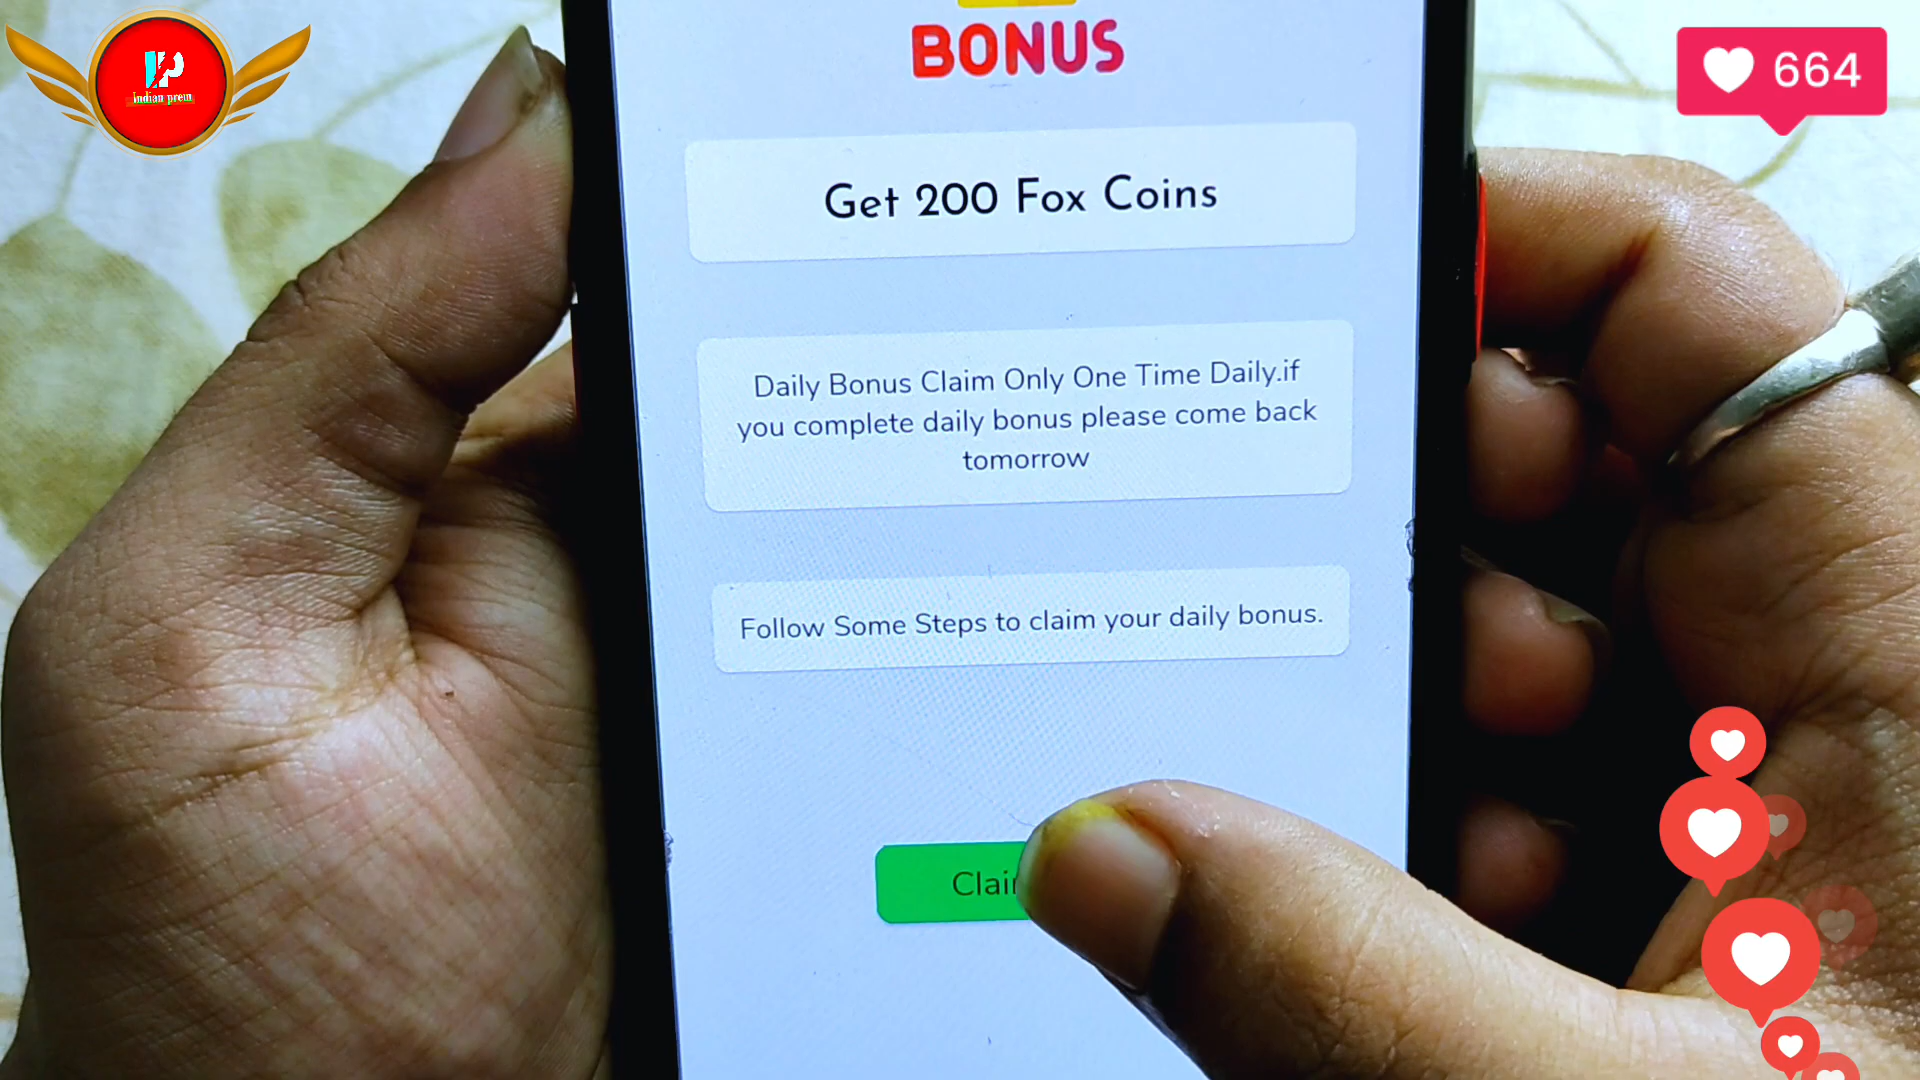 BONUS
Get 200 Fox Coins
Daily Bonus Claim Only One Time Daily.if
you complete daily bonus please come back
tomorrow
Follow Some Steps to claim your daily bonus.
664
IP
indian prem